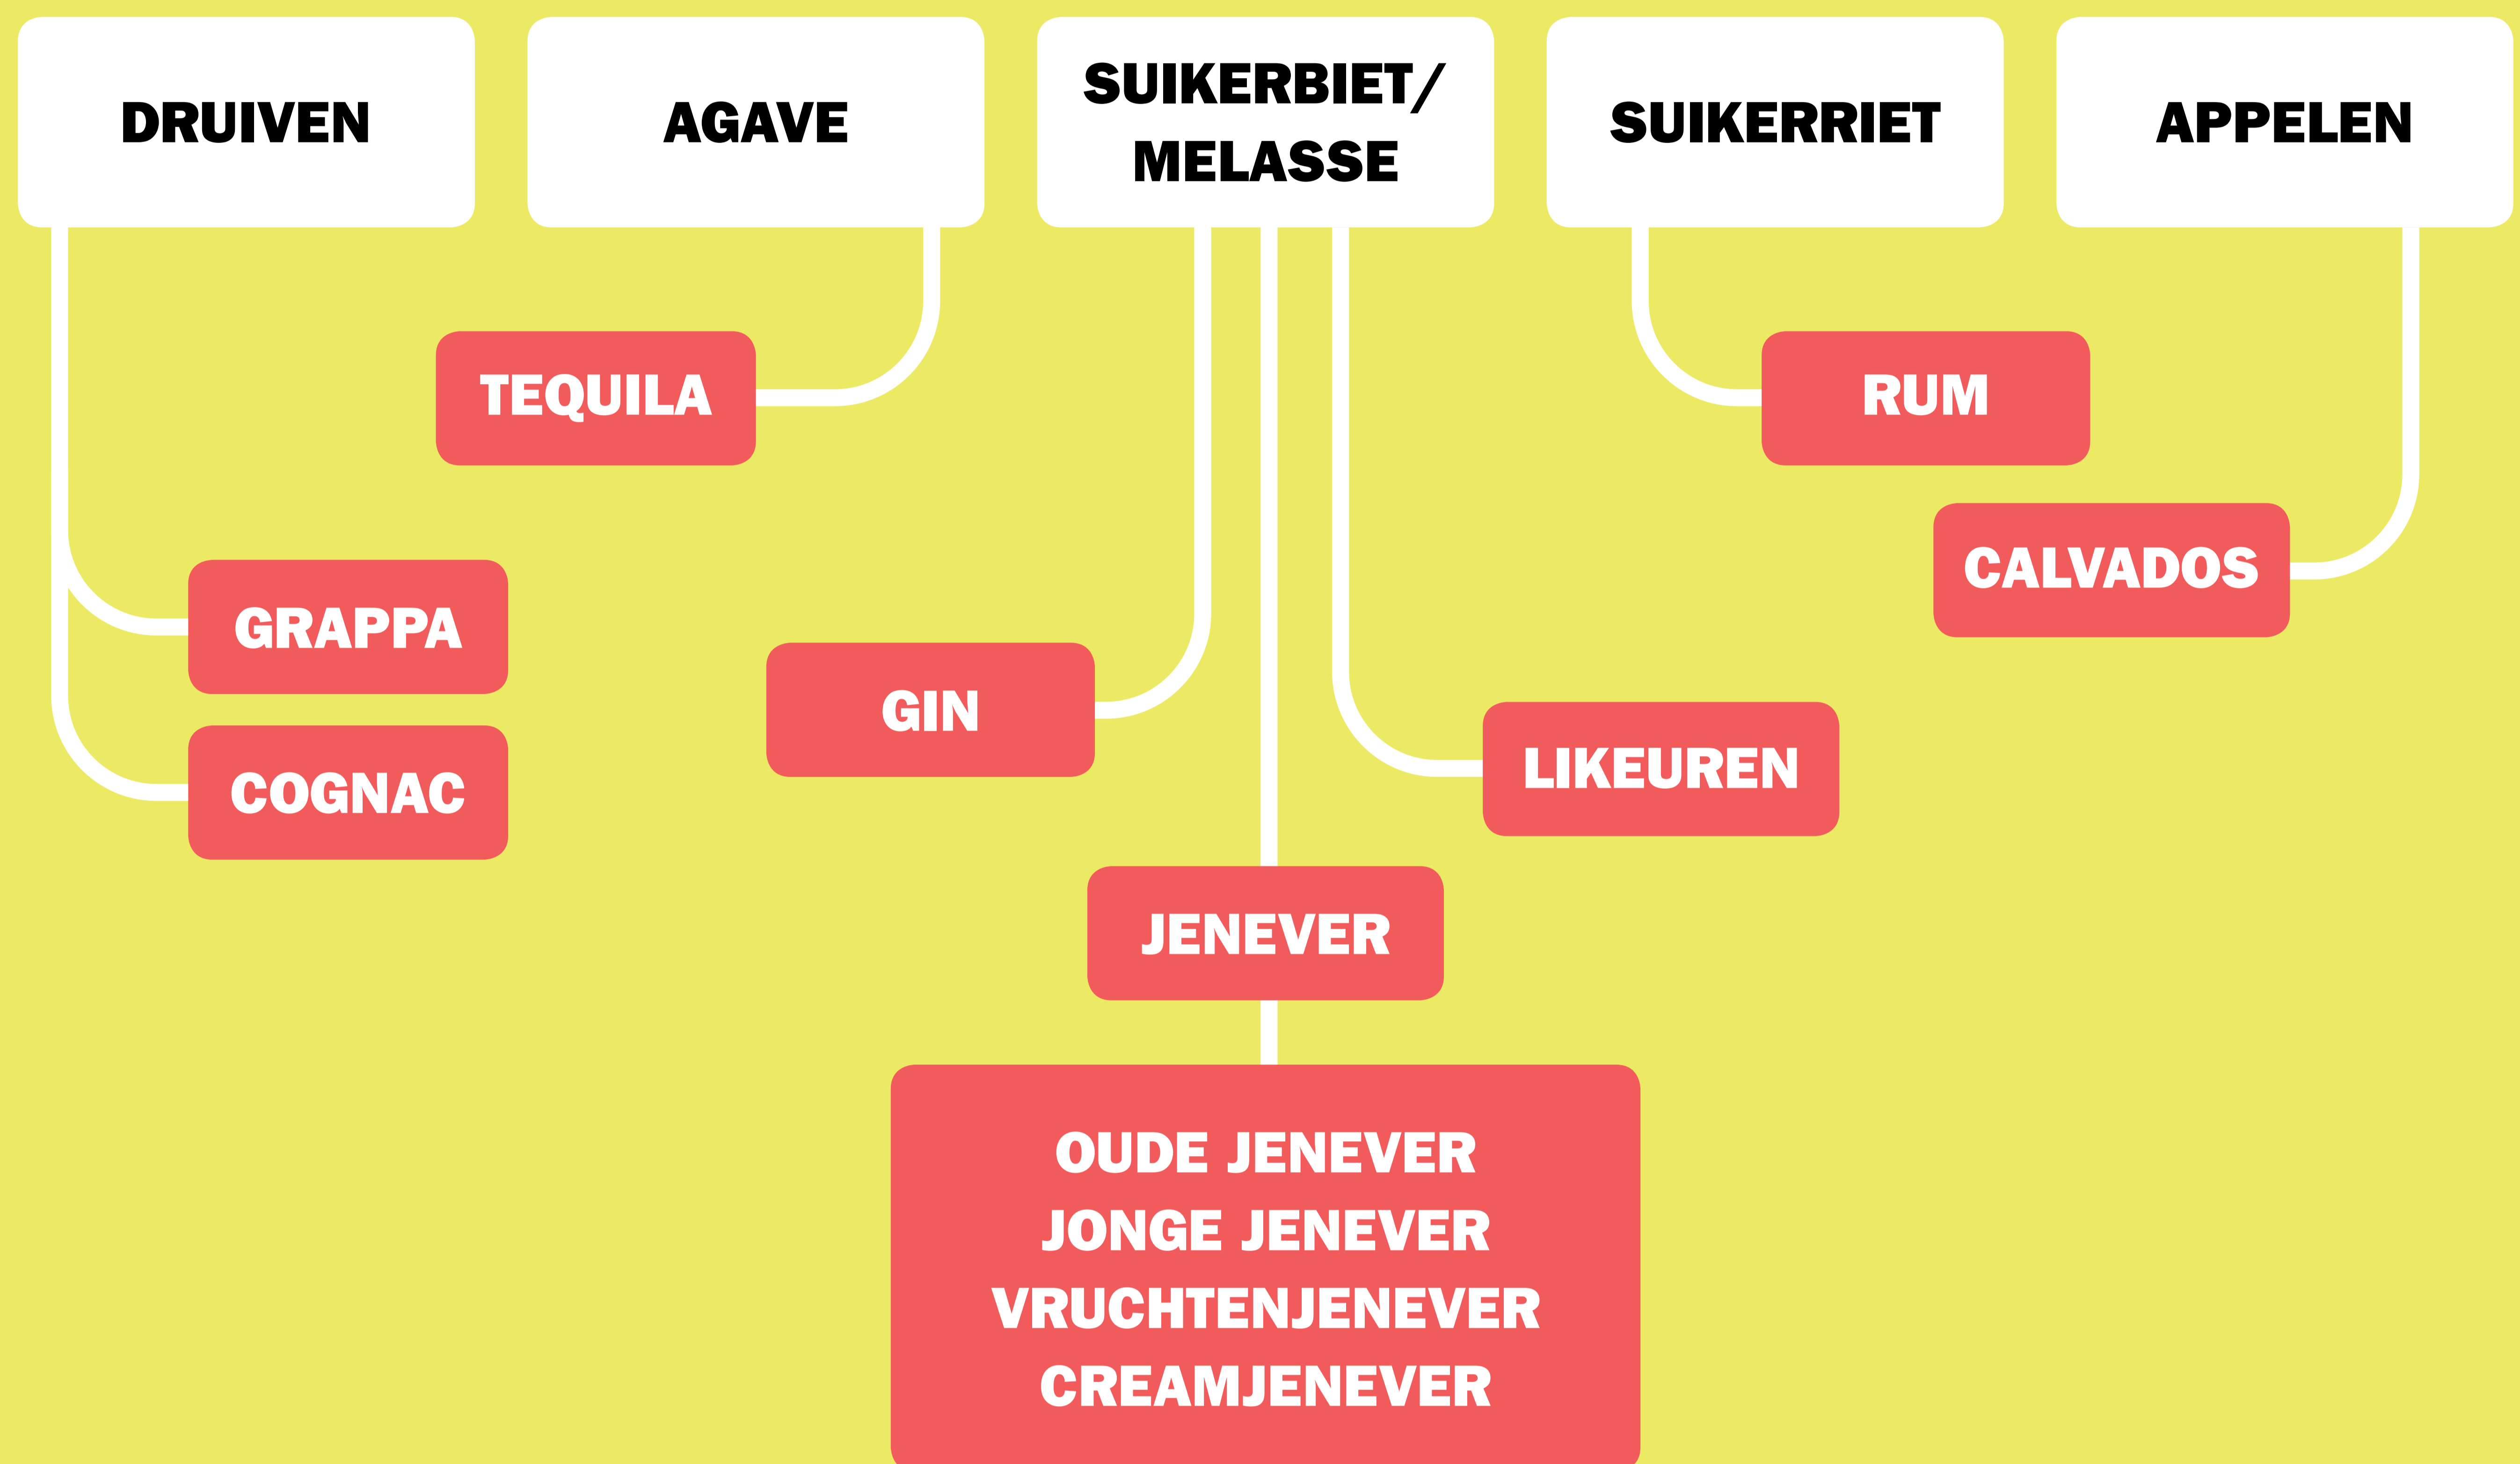 DRUIVEN
AGAVE
SUIKERBIET/
MELASSE
SUIKERRIET
APPELEN
TEQUILA
RUM
CALVADOS
GRAPPA
GIN
LIKEUREN
COGNAC
JENEVER
OUDE JENEVER
JONGE JENEVER
VRUCHTENJENEVER
CREAMJENEVER